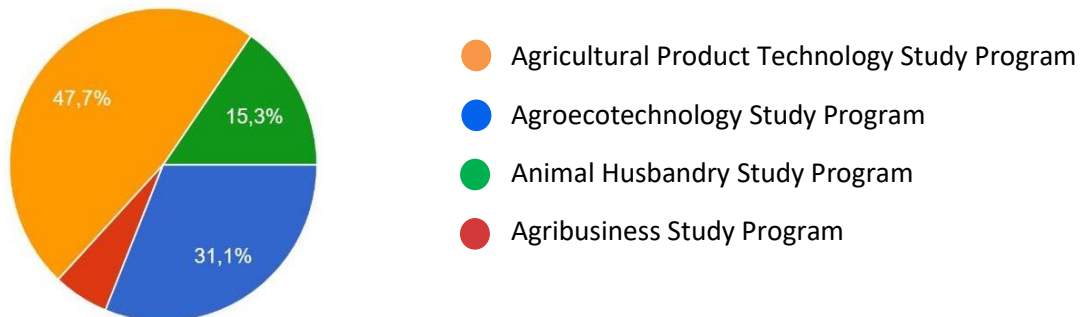 47,7%
15,3%
31,1%
Agricultural Product Technology Study Program
Agroecotechnology Study Program
Animal Husbandry Study Program
Agribusiness Study Program